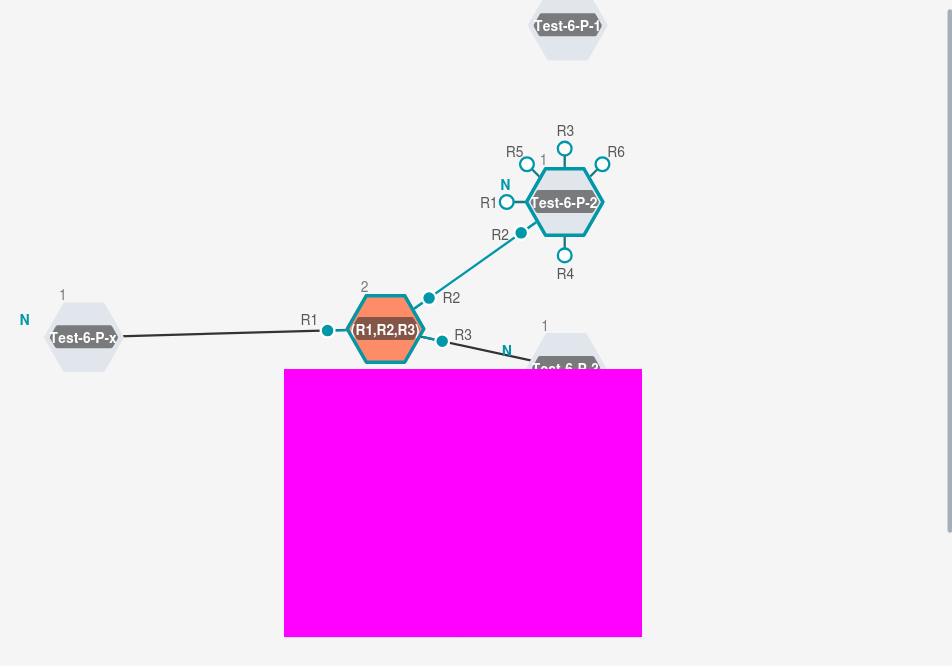 Test-6-P-1
R3
R5
1
R6
N
R1
Test-6-P-2
R2
R4
2
1
R2
N
R1
(R1,R2,R3)
R3
1
Test-6-P-x
N